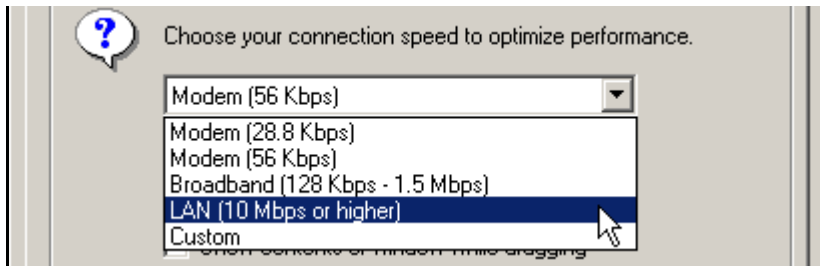 Choose your connection speed to optimize performance.
Modem (56 Kbps)
Modem (28.8 Kbps)
Modem (56 Kbps)
Broadband (128 Kbps - 1.5 Mbps)
LAN (10 Mbps or higher)
Custom